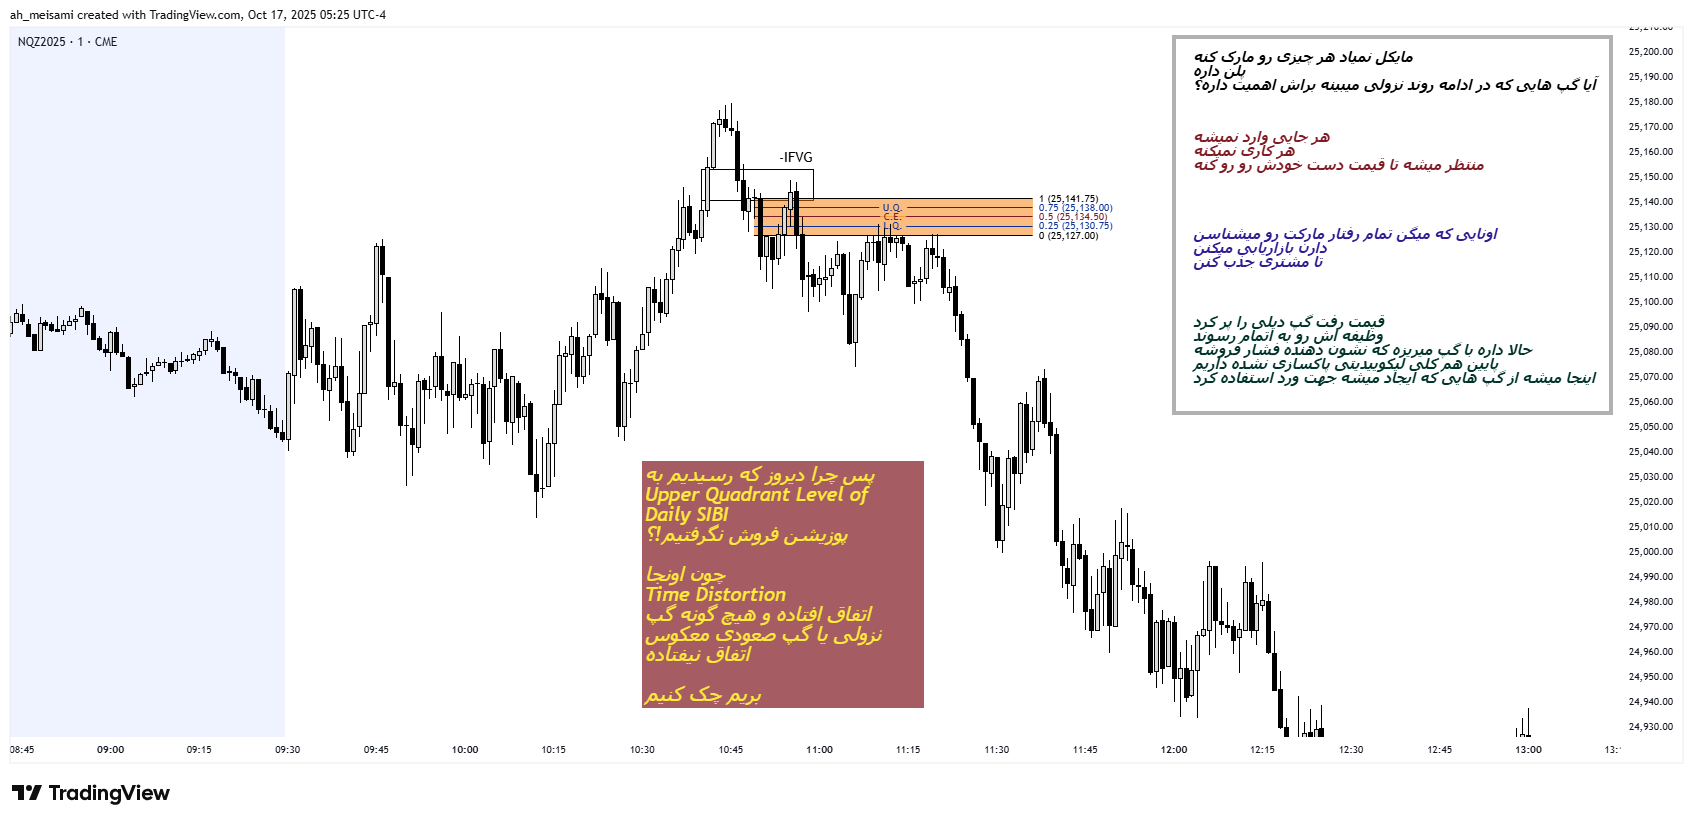 ah_meisami created with TradingView.com, Oct 17, 2025 05:25 UTC-4
NQZ2025 · 1 · CME
مایکل نمیاد هر چیزی رو مارک کنه
پلن داره
آیا گپ هایی که در ادامه روند نزولی میبینه براش اهمیت داره؟
هر جایی وارد نمیشه
هر کاری نمیکنه
منتظر میشه تا قیمت دست خودش رو رو کنه
اونایی که میگن تمام رفتار مارکت رو میشناسن
دارن بازاریابی میکنن
تا مشتری جذب کنن
قیمت رفت گپ دیلی را پر کرد
وظیفه اش رو به اتمام رسوند
حالا داره با گپ میریزه که نشون دهنده فشار فروشه
پایین هم کلی لیکوییدیتی پاکسازی نشده داریم
اینجا میشه از گپ هایی که ایجاد میشه جهت ورد استفاده کرد
-IFVG
U.Q.
C.E.
L.Q.
1 (25,141.75)
0.75 (25,138.00)
0.5 (25,134.50)
0.25 (25,130.75)
0 (25,127.00)
پس چرا دیروز که رسیدیم به
Upper Quadrant Level of
Daily SIBI
پوزیشن فروش نگرفتیم!؟
چون اونجا
Time Distortion
اتفاق افتاده و هیچ گونه گپ
نزولی یا گپ صعودی معکوس
اتفاق نیفتاده
بریم چک کنیم
25,210.00
25,200.00
25,190.00
25,180.00
25,170.00
25,160.00
25,150.00
25,140.00
25,130.00
25,120.00
25,110.00
25,100.00
25,090.00
25,080.00
25,070.00
25,060.00
25,050.00
25,040.00
25,030.00
25,020.00
25,010.00
25,000.00
24,990.00
24,980.00
24,970.00
24,960.00
24,950.00
24,940.00
24,930.00
08:45 09:00 09:15 09:30 09:45 10:00 10:15 10:30 10:45 11:00 11:15 11:30 11:45 12:00 12:15 12:30 12:45 13:00
TradingView